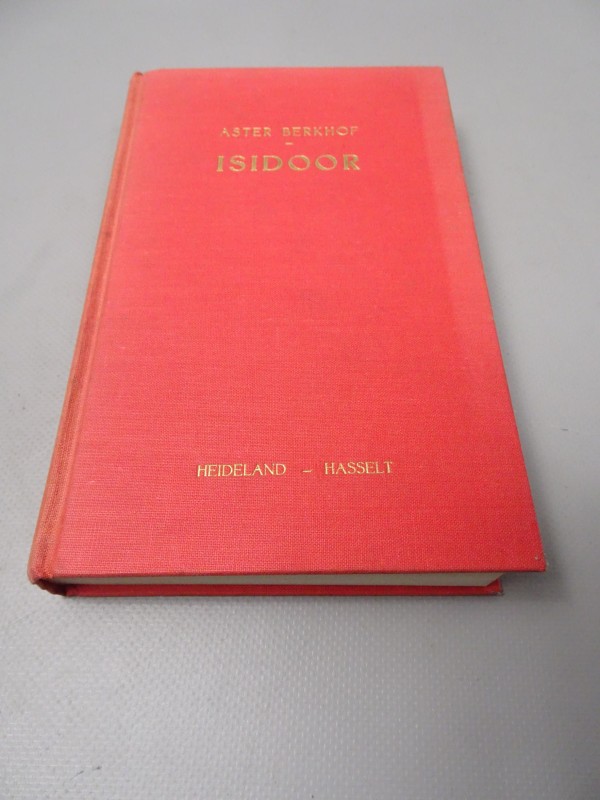 ASTER BERKHOF
–
ISIDOOR
HEIDELAND – HASSELT